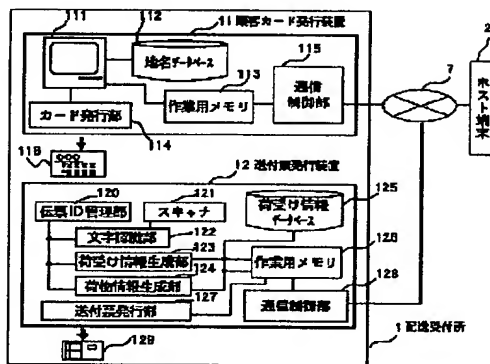 111
112
11 顧客カード発行装置
地名データベース
113
115
作業用メモリ
通信
制御部
カード発行部
114
7
2
ホスト端末
118
12 送付票発行装置
120
121
125
伝票ID管理部
スキャナ
荷受け情報
データベース
文字認識部
122
123
荷受け情報生成部
124
荷物情報生成部
126
作業用メモリ
127
128
送付票発行部
通信制御部
129
1 配送受付所